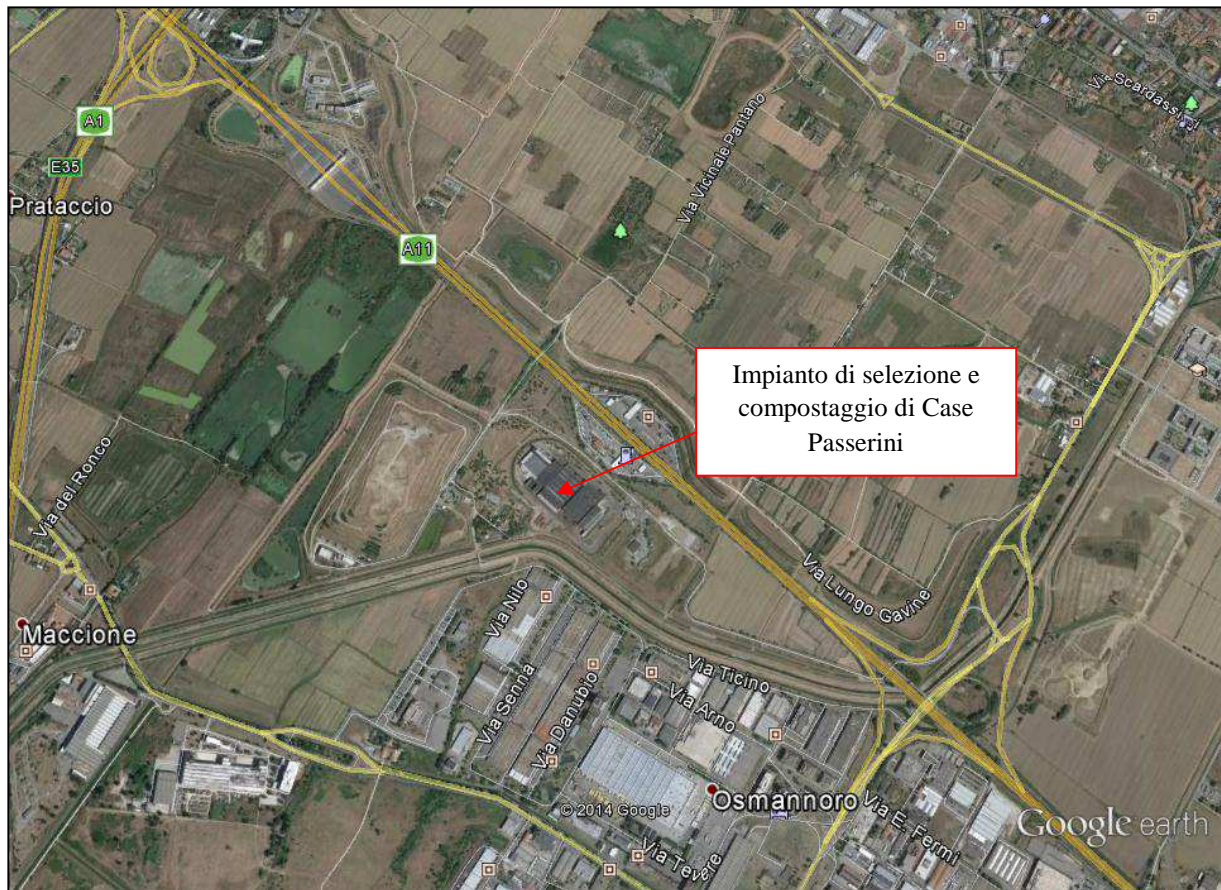 Via Scardassieri
A1
E35
Prataccio
Via Vicinale Pantano
A11
Impianto di selezione e
compostaggio di Case
Passerini
Via del Ronco
Via Lungo Gavine
Maccione
Via Nilo
Via Senna
Via Danubio
Via Ticino
Via Arno
Osmannoro
© 2014 Google
Via E. Fermi
Via Tevere
Google earth